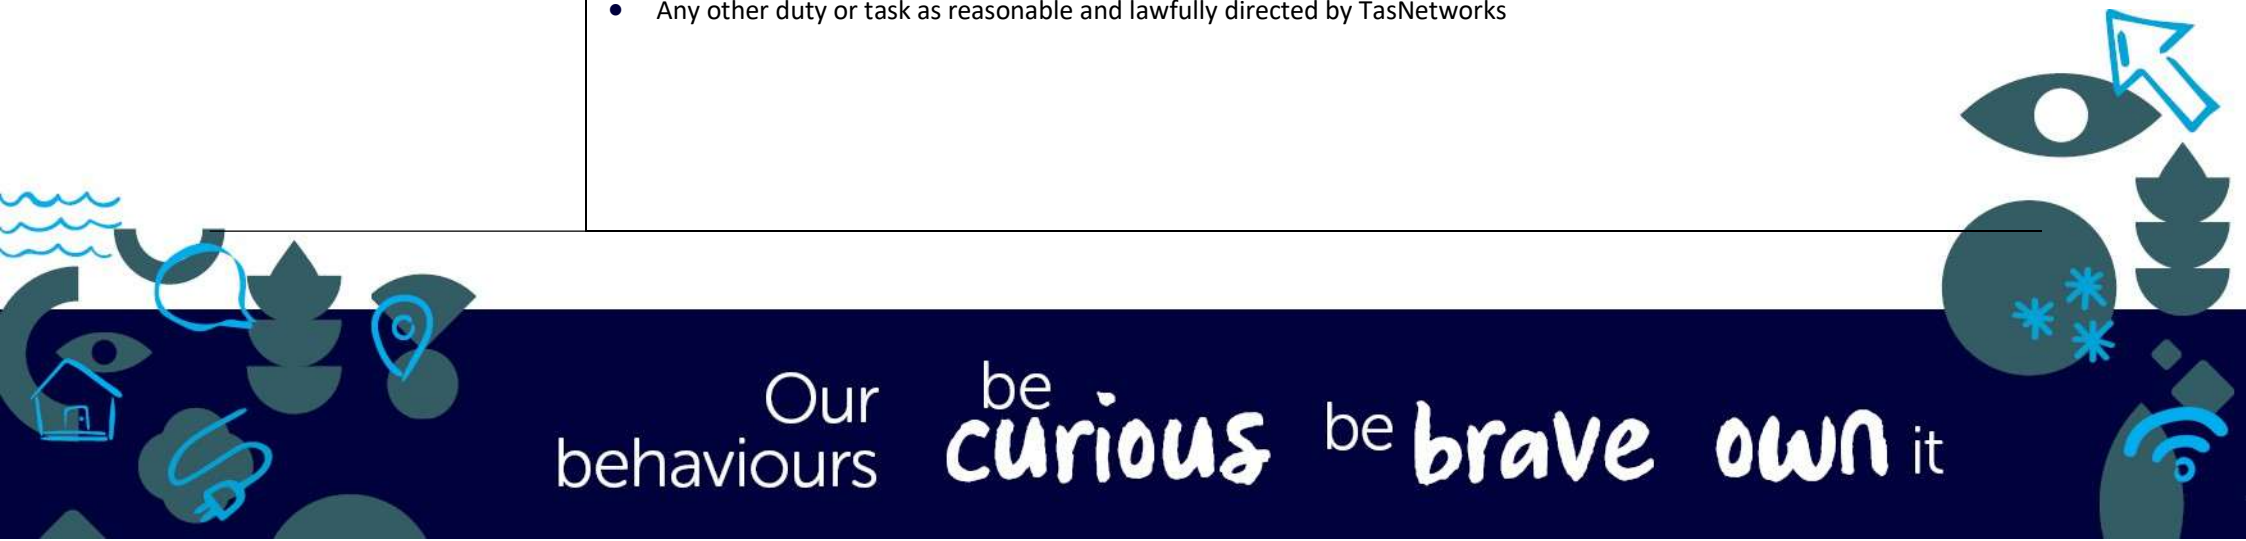 • Any other duty or task as reasonable and lawfully directed by TasNetworks
Our behaviours
be curious
be brave
own it